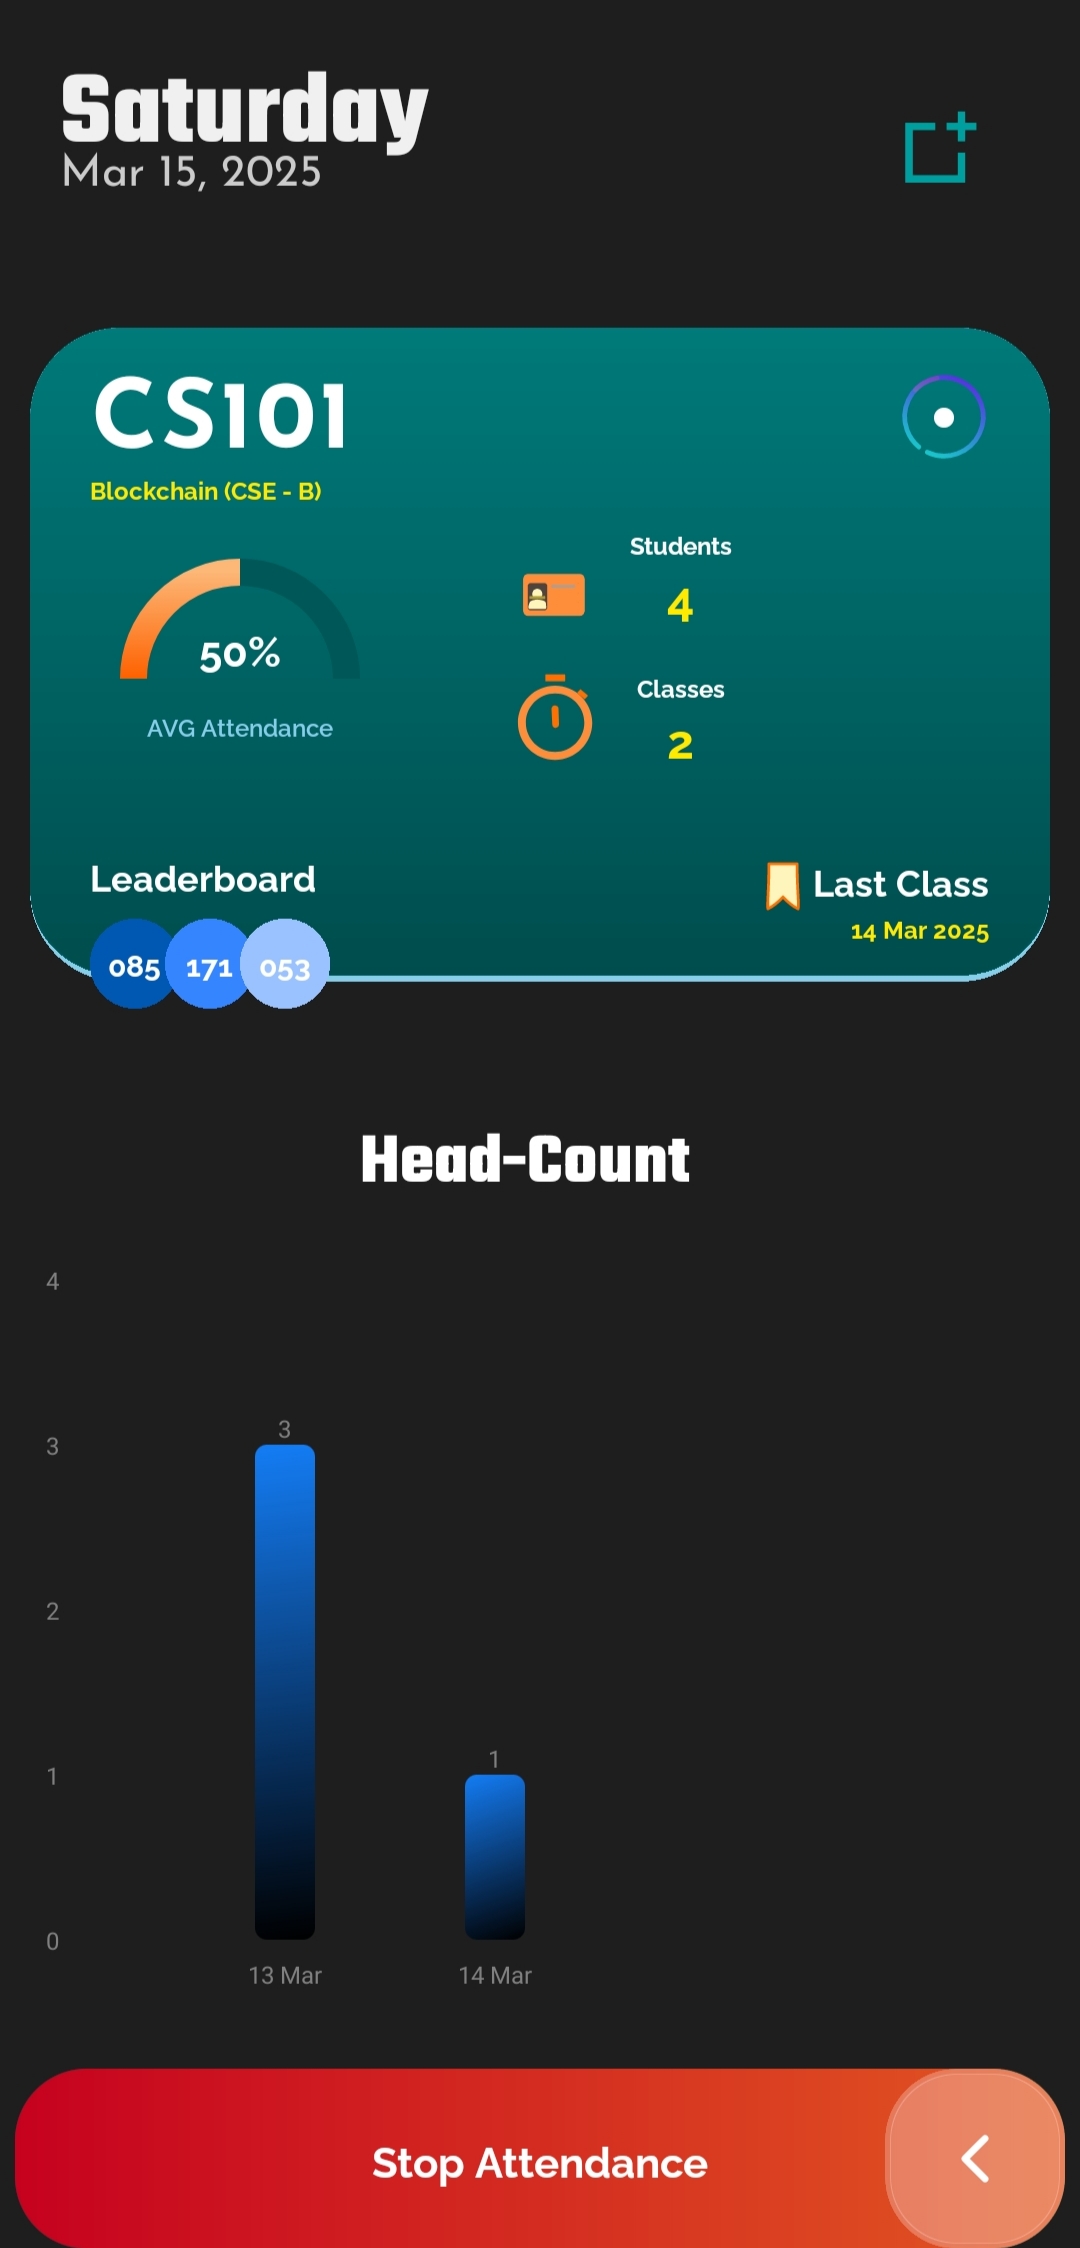 Saturday
Mar 15, 2025
CS101
Blockchain (CSE - B)
Students
4
50%
AVG Attendance
Classes
2
Leaderboard
085 171 053
Last Class
14 Mar 2025
Head-Count
4
3
3
2
1
1
0
13 Mar 14 Mar
Stop Attendance